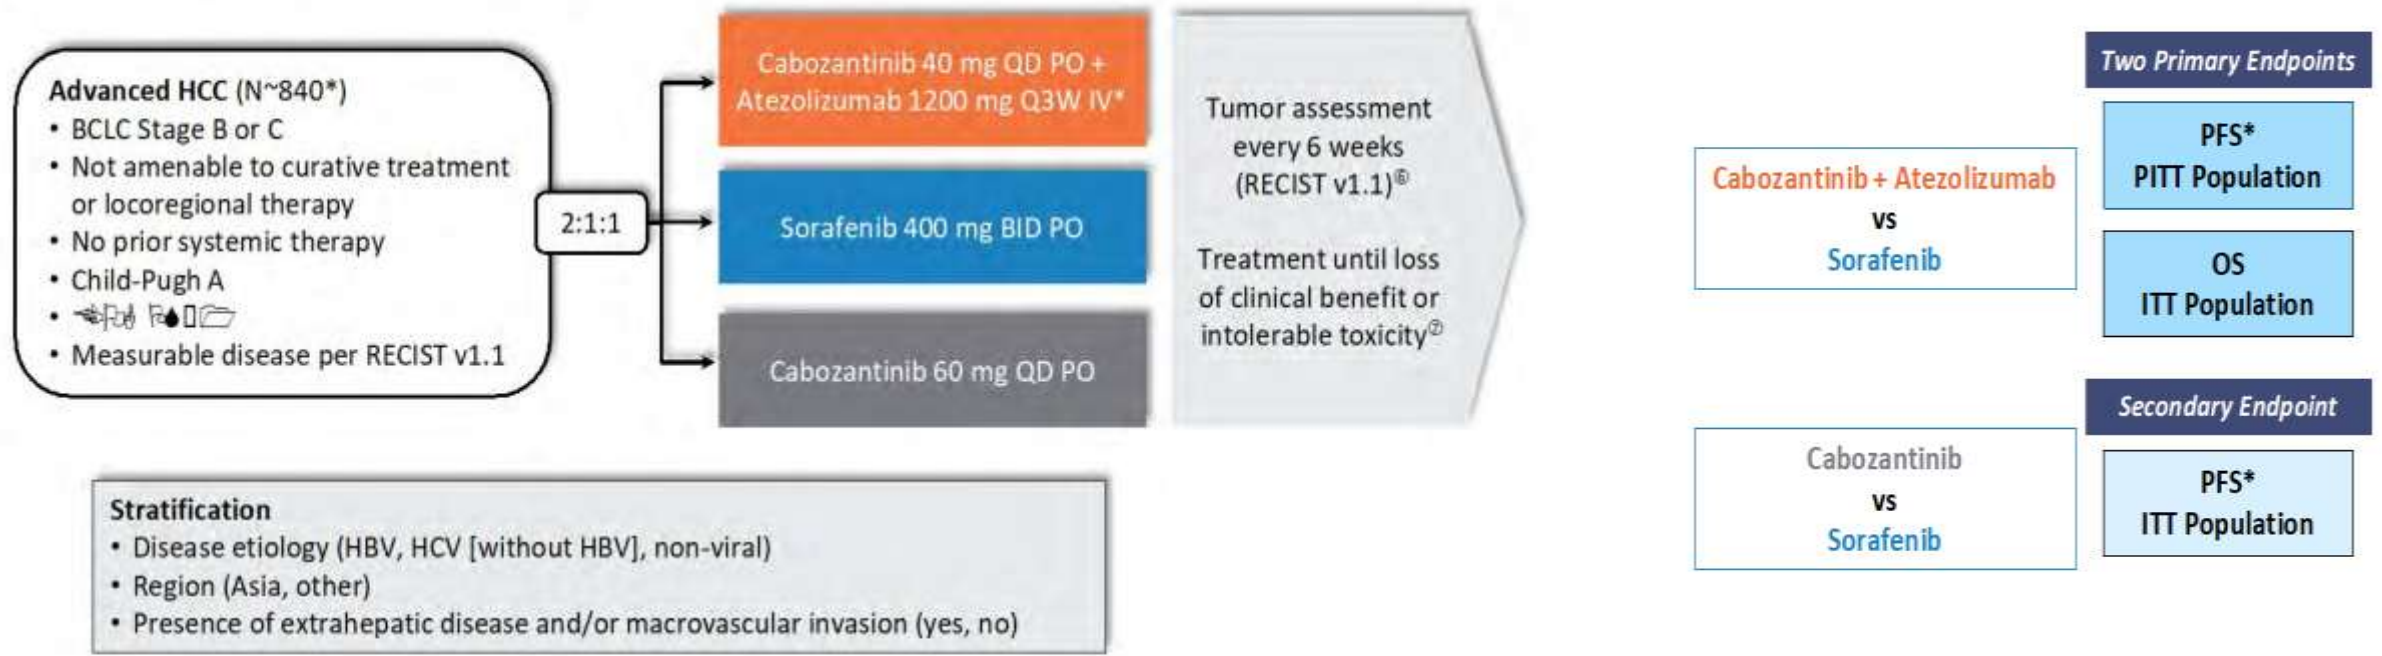 Advanced HCC (N~840*)
• BCLC Stage B or C
• Not amenable to curative treatment
or locoregional therapy
• No prior systemic therapy
• Child-Pugh A
•
• Measurable disease per RECIST v1.1
2:1:1
Cabozantinib 40 mg QD PO +
Atezolizumab 1200 mg Q3W IV*
Sorafenib 400 mg BID PO
Cabozantinib 60 mg QD PO
Tumor assessment
every 6 weeks
(RECIST v1.1)⑥
Treatment until loss
of clinical benefit or
intolerable toxicity⑦
Stratification
• Disease etiology (HBV, HCV [without HBV], non-viral)
• Region (Asia, other)
• Presence of extrahepatic disease and/or macrovascular invasion (yes, no)
Cabozantinib + Atezolizumab
vs
Sorafenib
Two Primary Endpoints
PFS*
PITT Population
OS
ITT Population
Cabozantinib
vs
Sorafenib
Secondary Endpoint
PFS*
ITT Population